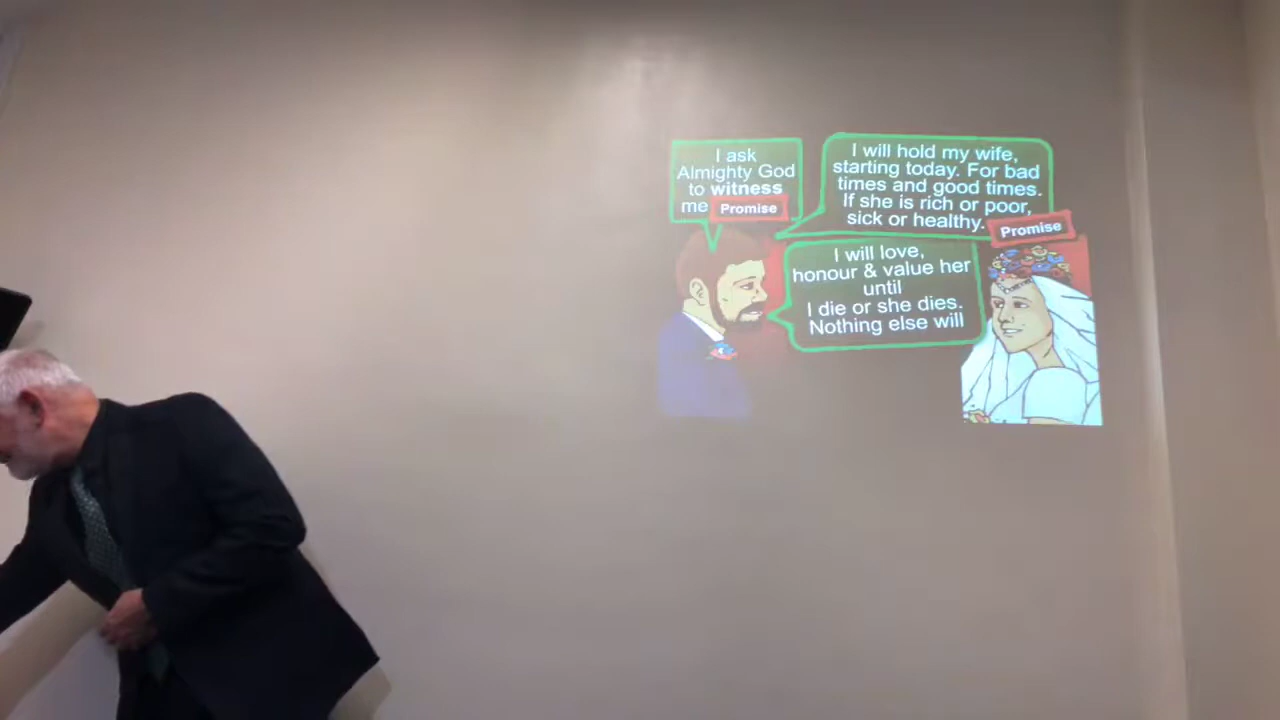 I ask
Almighty God
to witness
me Promise
I will hold my wife,
starting today. For bad
times and good times.
If she is rich or poor,
sick or healthy.
Promise
I will love,
honour & value her
until
I die or she dies.
Nothing else will